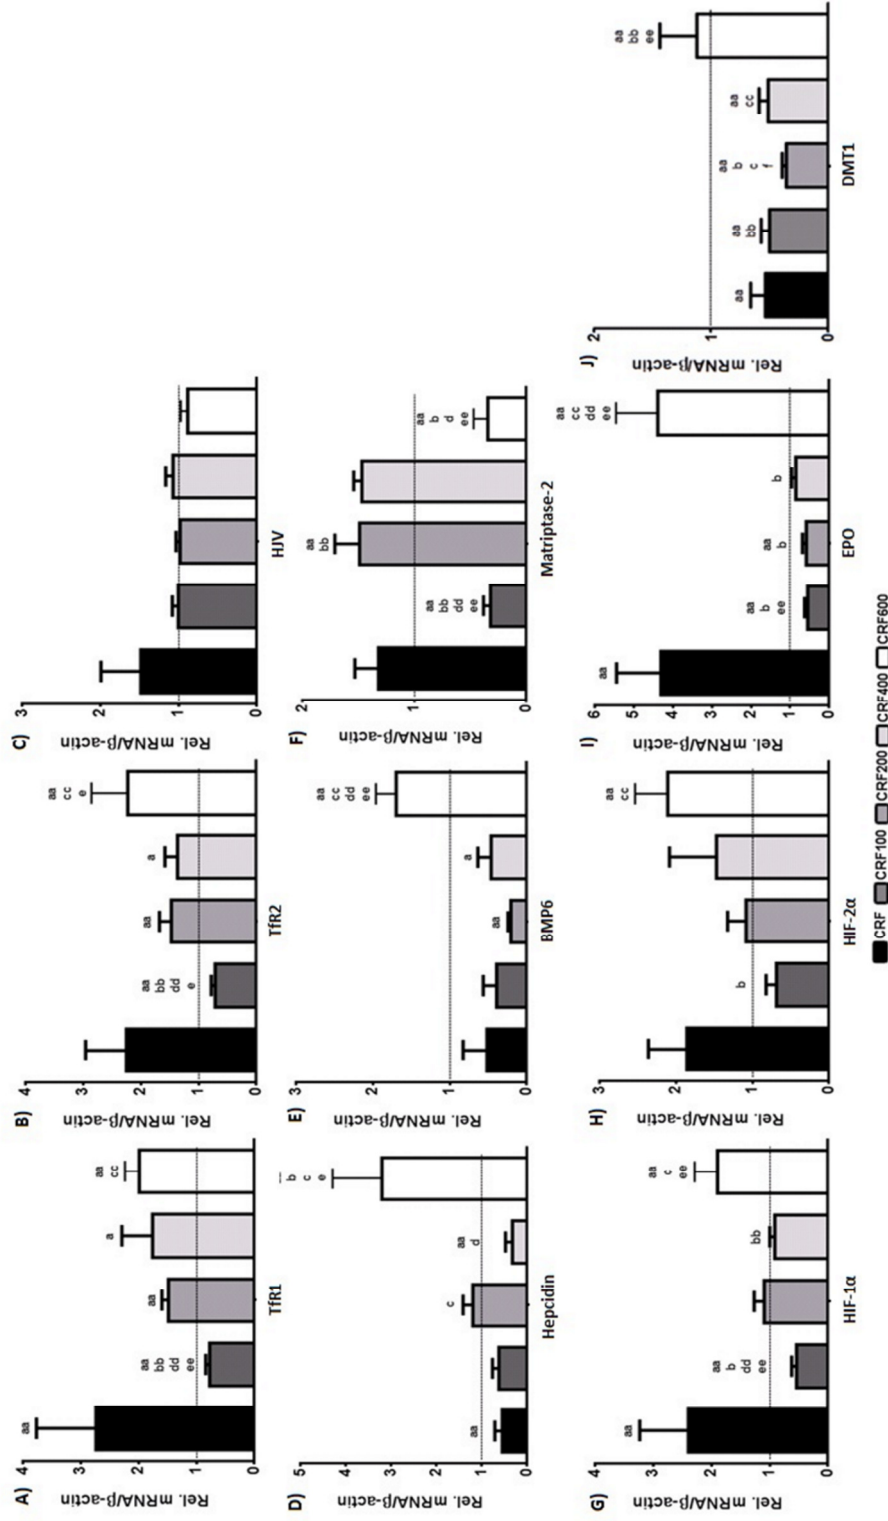 A)
Rel. mRNA/β-actin
4
3
2
1
0
aa
aa
bb
dd
ee
aa
a
aa
cc
TfR1
B)
Rel. mRNA/β-actin
4
3
2
1
0
aa
bb
dd
e
aa
a
aa
cc
e
TfR2
C)
Rel. mRNA/β-actin
3
2
1
0
HJV
D)
Rel. mRNA/β-actin
5
4
3
2
1
0
aa
c
aa
d
b
c
e
Hepcidin
E)
Rel. mRNA/β-actin
3
2
1
0
aa
a
aa
cc
dd
ee
BMP6
F)
Rel. mRNA/β-actin
2
1
0
aa
bb
dd
ee
aa
bb
aa
b
d
ee
Matriptase-2
G)
Rel. mRNA/β-actin
4
3
2
1
0
aa
aa
b
dd
ee
bb
aa
c
ee
HIF-1α
H)
Rel. mRNA/β-actin
3
2
1
0
b
aa
cc
HIF-2α
I)
Rel. mRNA/β-actin
6
5
4
3
2
1
0
aa
aa
b
ee
aa
b
b
aa
cc
dd
ee
EPO
J)
Rel. mRNA/β-actin
2
1
0
aa
aa
bb
aa
b
c
f
aa
cc
aa
bb
ee
DMT1
CRF CRF100 CRF200 CRF400 CRF600